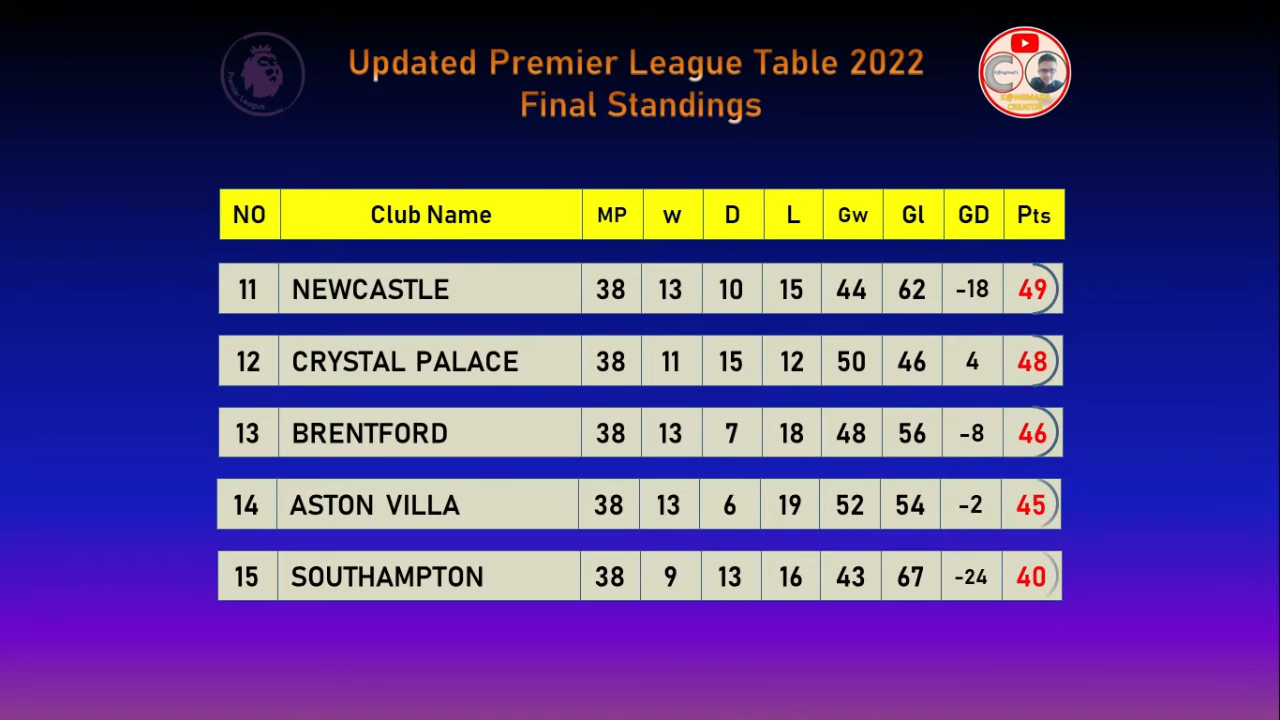 Updated Premier League Table 2022
Final Standings
Premier League
NO Club Name MP w D L Gw Gl GD Pts
11 NEWCASTLE 38 13 10 15 44 62 -18 49
12 CRYSTAL PALACE 38 11 15 12 50 46 4 48
13 BRENTFORD 38 13 7 18 48 56 -8 46
14 ASTON VILLA 38 13 6 19 52 54 -2 45
15 SOUTHAMPTON 38 9 13 16 43 67 -24 40